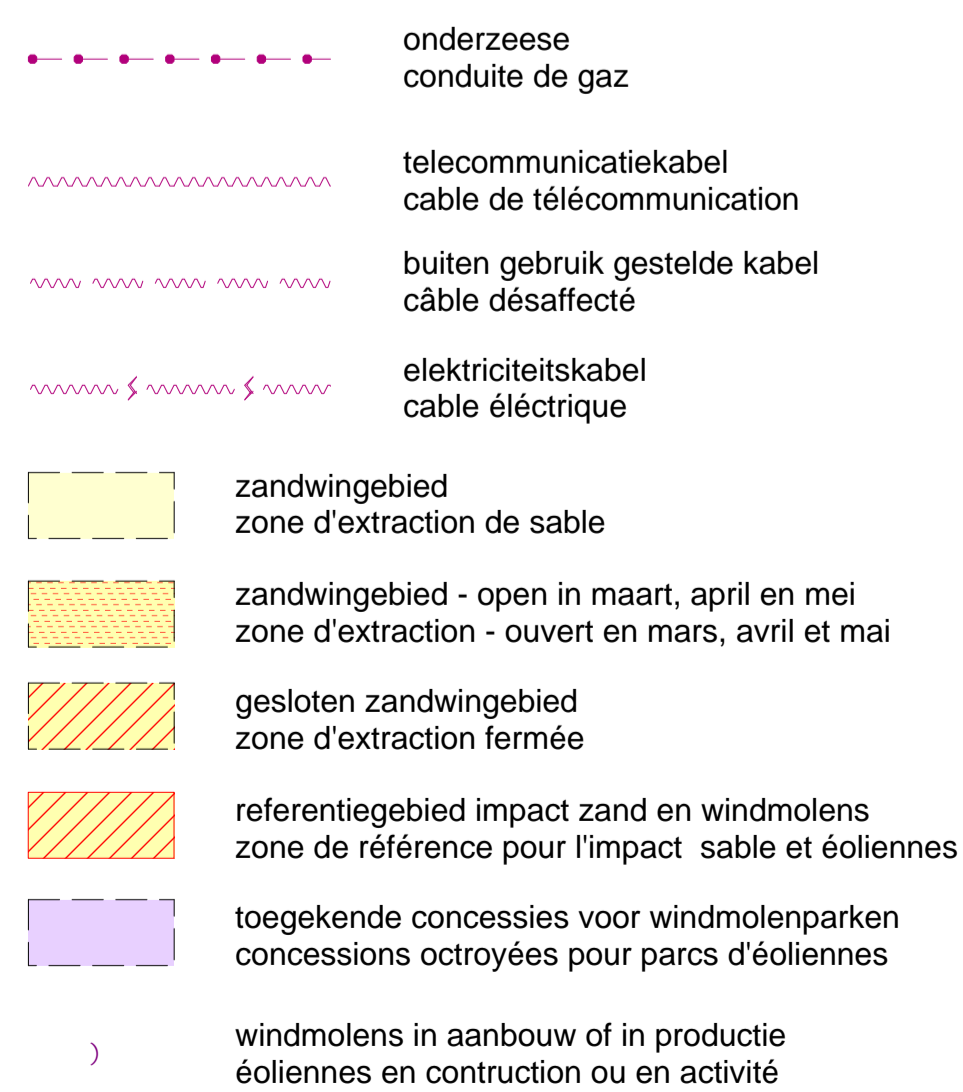 onderzeese
conduite de gaz
telecommunicatiekabel
cable de télécommunication
buiten gebruik gestelde kabel
câble désaffecté
elektriciteitskabel
cable éléctrique
zandwingebied
zone d'extraction de sable
zandwingebied - open in maart, april en mei
zone d'extraction - ouvert en mars, avril et mai
gesloten zandwingebied
zone d'extraction fermée
referentiegebied impact zand en windmolens
zone de référence pour l'impact  sable et éoliennes
toegekende concessies voor windmolenparken
concessions octroyées pour parcs d'éoliennes
windmolens in aanbouw of in productie
éoliennes en contruction ou en activité